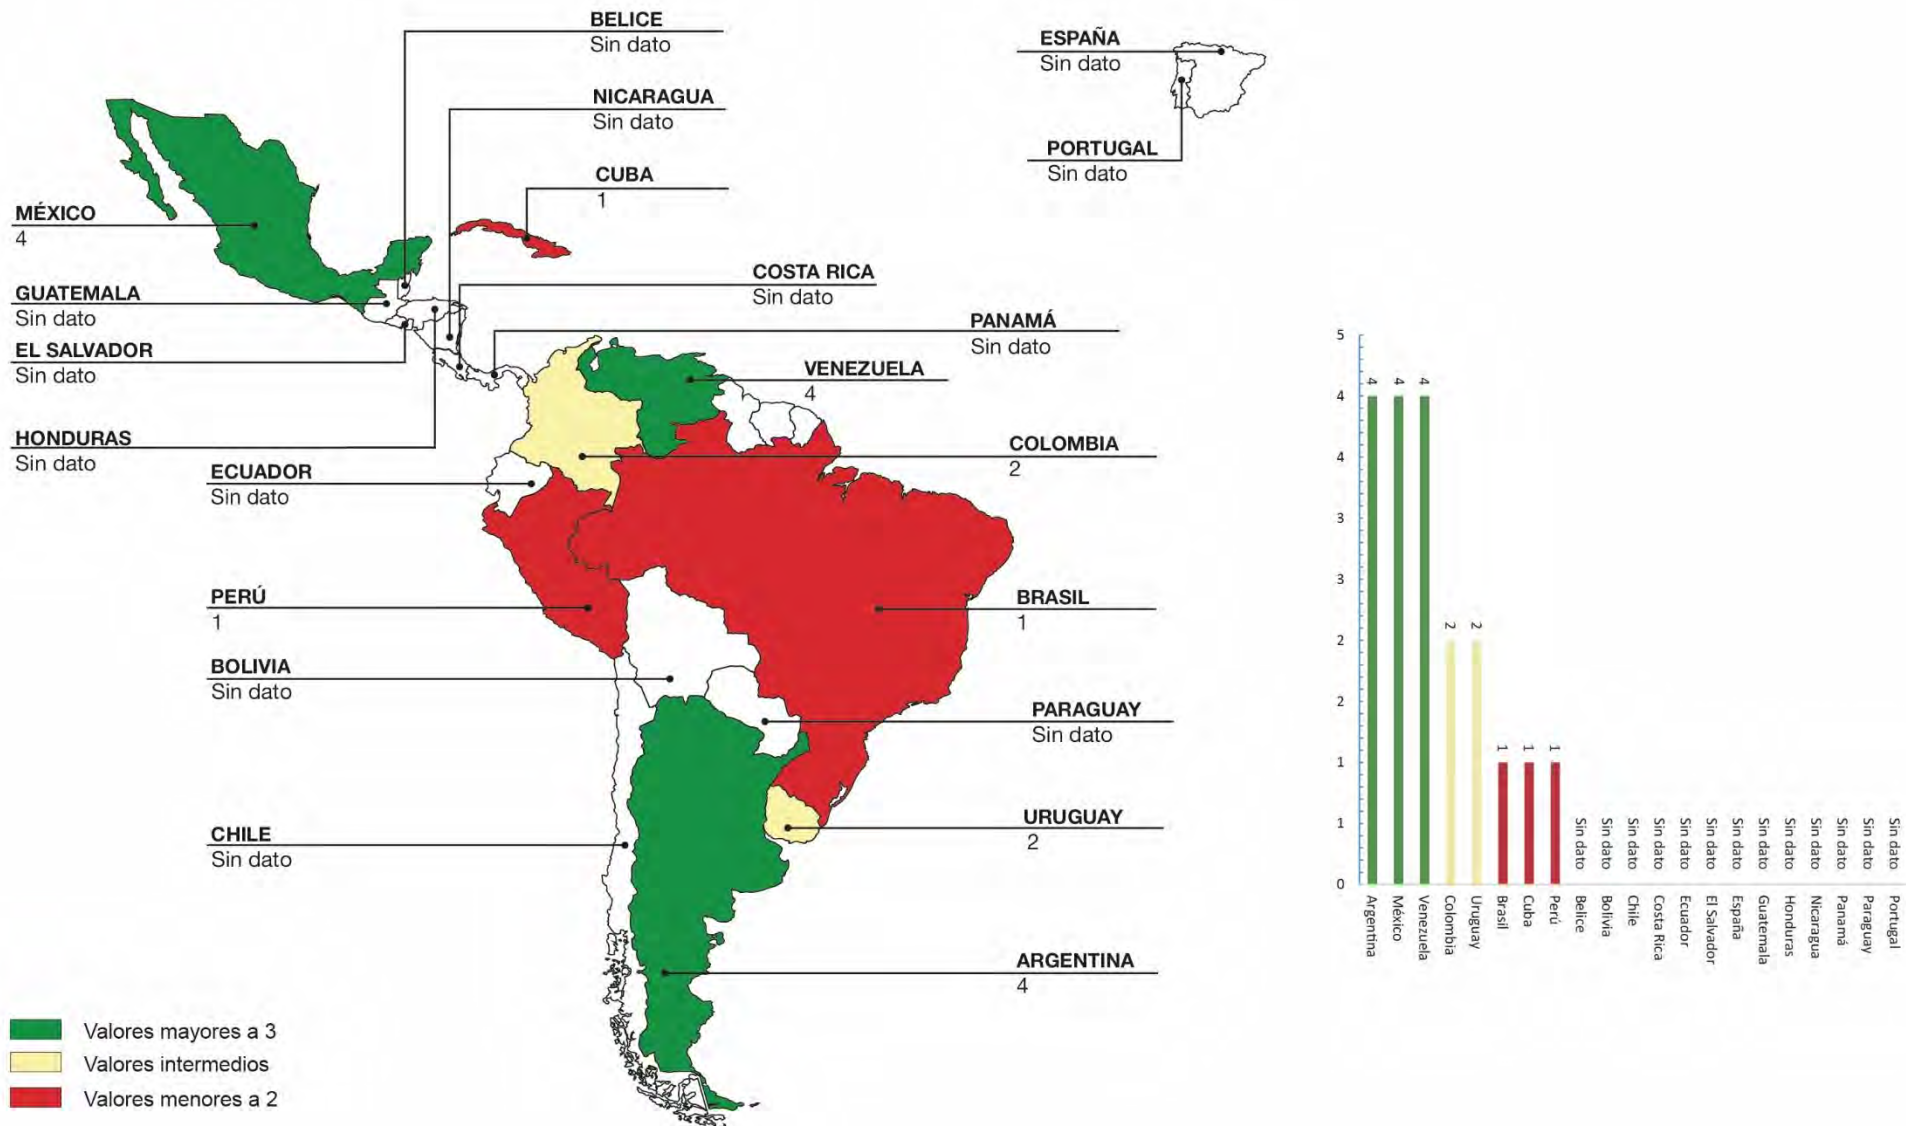 BELICE
Sin dato
NICARAGUA
Sin dato
CUBA
1
ESPAÑA
Sin dato
PORTUGAL
Sin dato
MÉXICO
4
GUATEMALA
Sin dato
EL SALVADOR
Sin dato
HONDURAS
Sin dato
COSTA RICA
Sin dato
PANAMÁ
Sin dato
VENEZUELA
4
COLOMBIA
2
ECUADOR
Sin dato
PERÚ
1
BRASIL
1
BOLIVIA
Sin dato
PARAGUAY
Sin dato
CHILE
Sin dato
URUGUAY
2
ARGENTINA
4
Valores mayores a 3
Valores intermedios
Valores menores a 2
5
4
4
3
3
2
2
1
1
0
4
4
4
2
2
1
1
1
Sin dato
Sin dato
Sin dato
Sin dato
Sin dato
Sin dato
Sin dato
Sin dato
Sin dato
Sin dato
Sin dato
Sin dato
Sin dato
Argentina
México
Venezuela
Colombia
Uruguay
Brasil
Cuba
Perú
Belice
Bolivia
Chile
Costa Rica
Ecuador
El Salvador
España
Guatemala
Honduras
Nicaragua
Panamá
Paraguay
Portugal